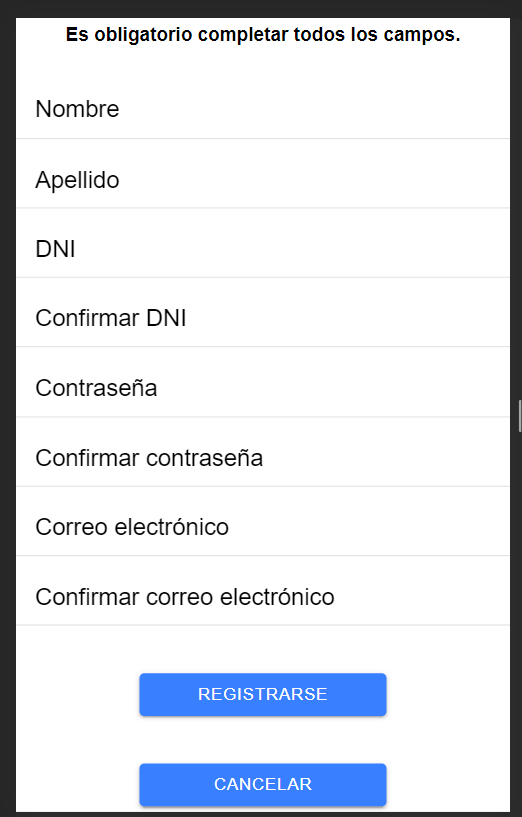 Es obligatorio completar todos los campos.
Nombre
Apellido
DNI
Confirmar DNI
Contraseña
Confirmar contraseña
Correo electrónico
Confirmar correo electrónico
REGISTRARSE
CANCELAR